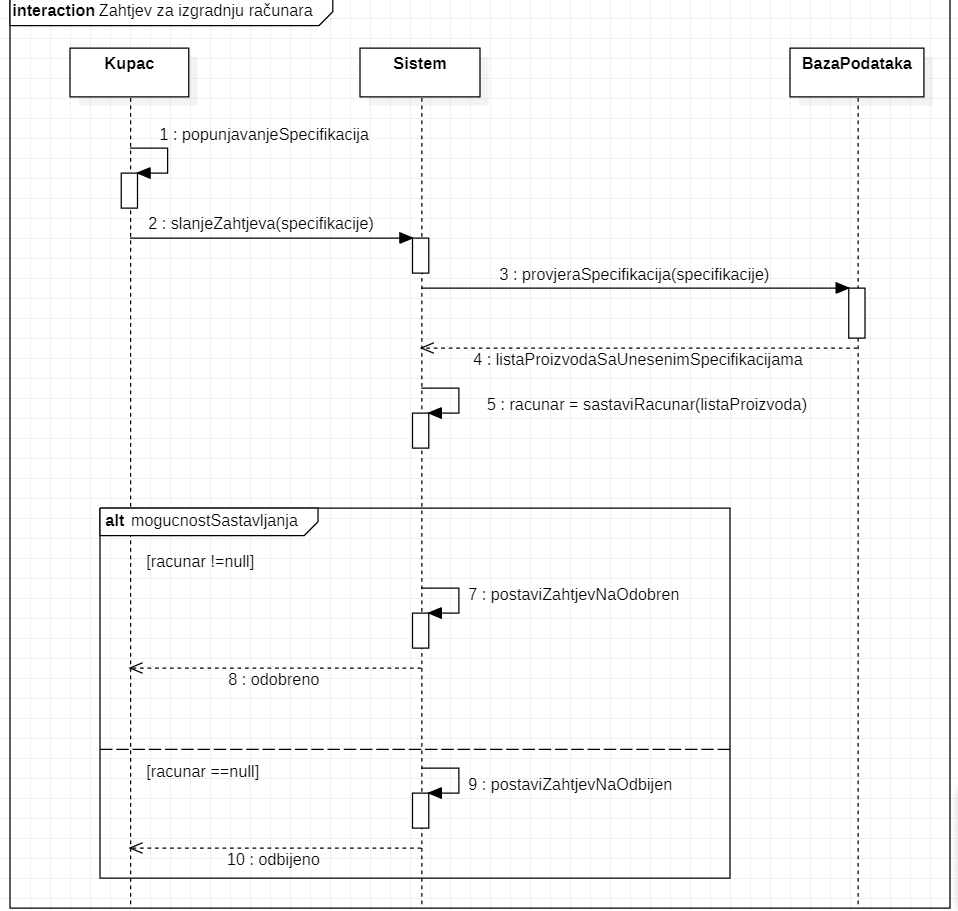 interaction Zahtjev za izgradnju računara
Kupac
Sistem
BazaPodataka
1 : popunjavanjeSpecifikacija
2 : slanjeZahtjeva(specifikacije)
3 : provjeraSpecifikacija(specifikacije)
4 : listaProizvodaSaUnesenimSpecifikacijama
5 : racunar = sastaviRacunar(listaProizvoda)
alt mogucnostSastavljanja
[racunar !=null]
7 : postaviZahtjevNaOdobren
8 : odobreno
[racunar ==null]
9 : postaviZahtjevNaOdbijen
10 : odbijeno